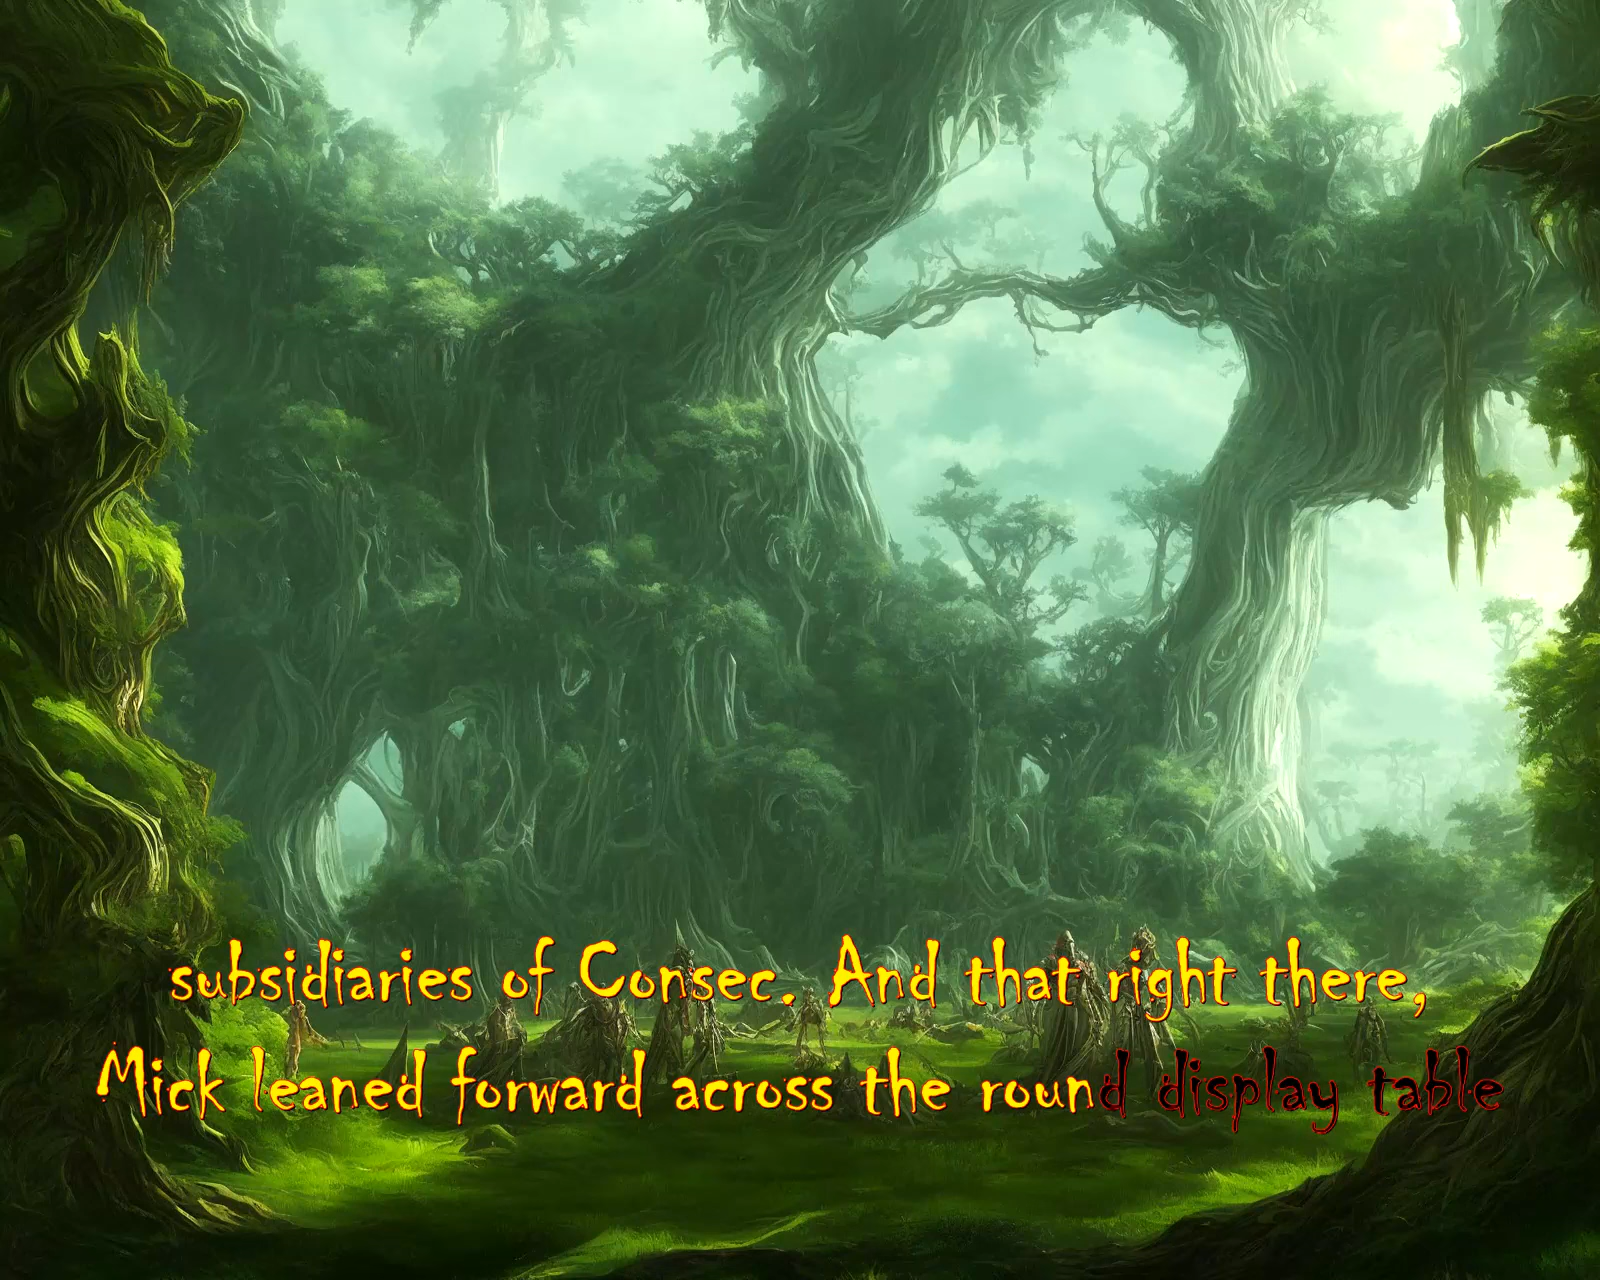 subsidiaries of Consec. And that right there,
Mick leaned forward across the round display table